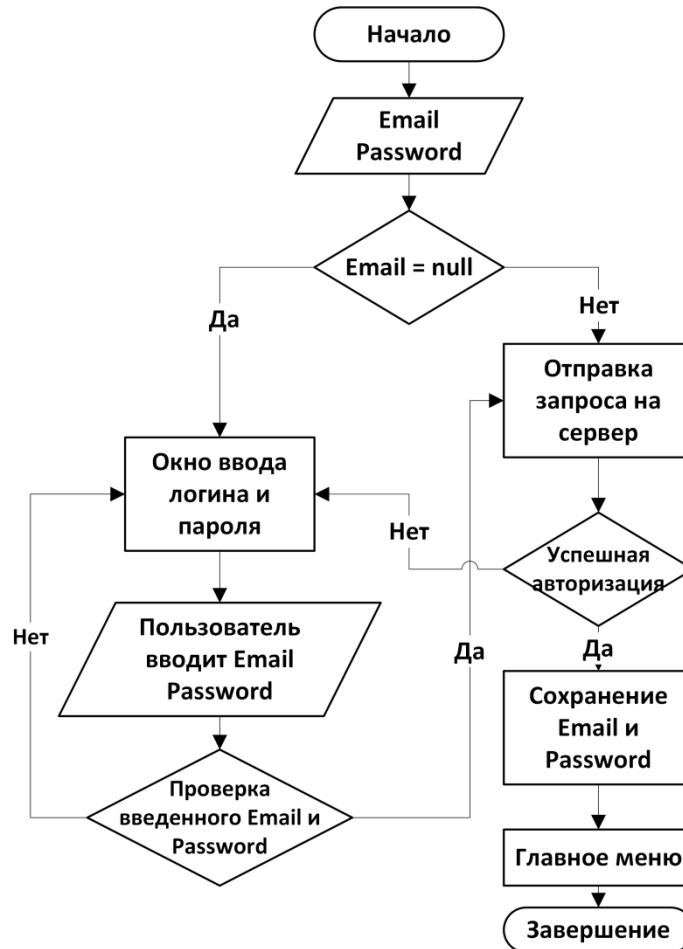 Начало
Email
Password
Email = null
Да
Нет
Отправка
запроса на
сервер
Окно ввода
логина и
пароля
Нет
Успешная
авторизация
Нет
Пользователь
вводит Email
Password
Да
Да
Сохранение
Email и
Password
Проверка
введенного Email и
Password
Главное меню
Завершение